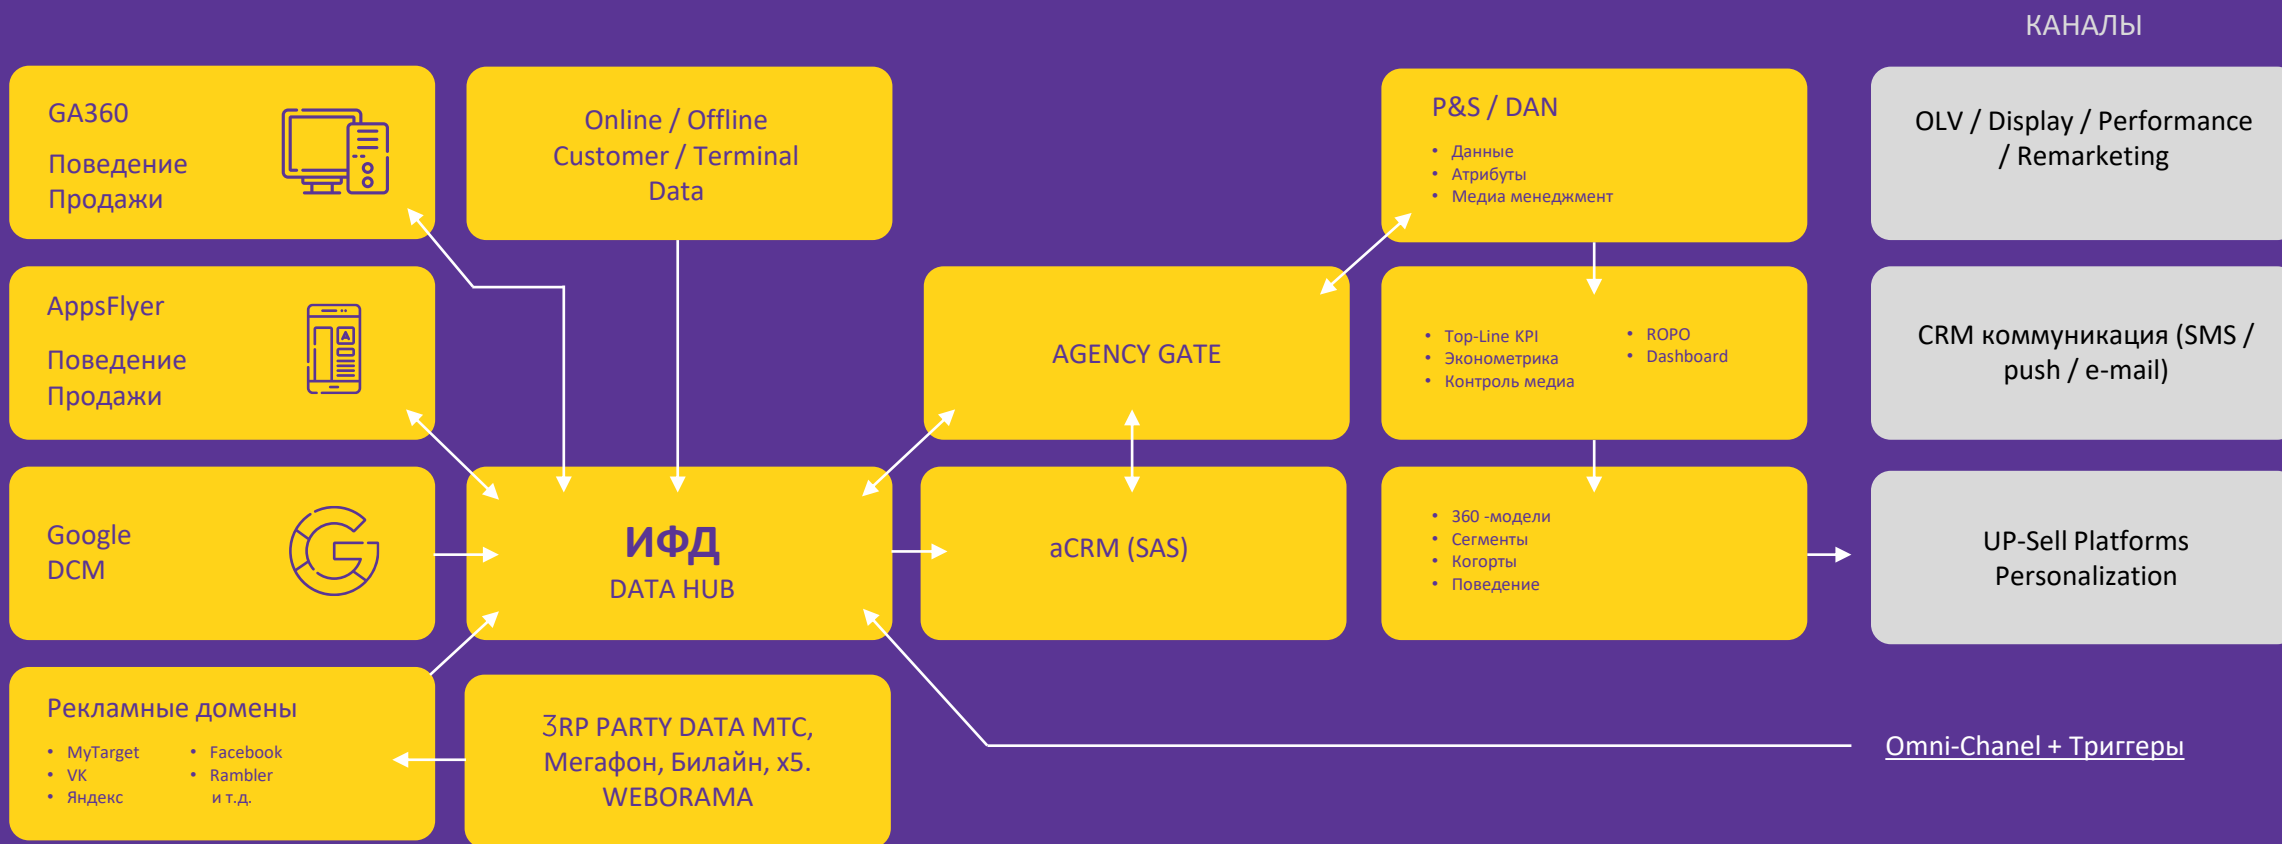 КАНАЛЫ
GA360
Поведение
Продажи
Online / Offline
Customer / Terminal
Data
P&S / DAN
• Данные
• Атрибуты
• Медиа менеджмент
OLV / Display / Performance
/ Remarketing
AppsFlyer
Поведение
Продажи
AGENCY GATE
• Top-Line KPI
• Эконометрика
• Контроль медиа
• ROPO
• Dashboard
CRM коммуникация (SMS /
push / e-mail)
Google
DCM
ИФД
DATA HUB
aCRM (SAS)
• 360 -модели
• Сегменты
• Когорты
• Поведение
UP-Sell Platforms
Personalization
Рекламные домены
• MyTarget
• VK
• Яндекс
• Facebook
• Rambler
и т.д.
3RP PARTY DATA МТС,
Мегафон, Билайн, x5.
WEBORAMA
Omni-Chanel + Триггеры